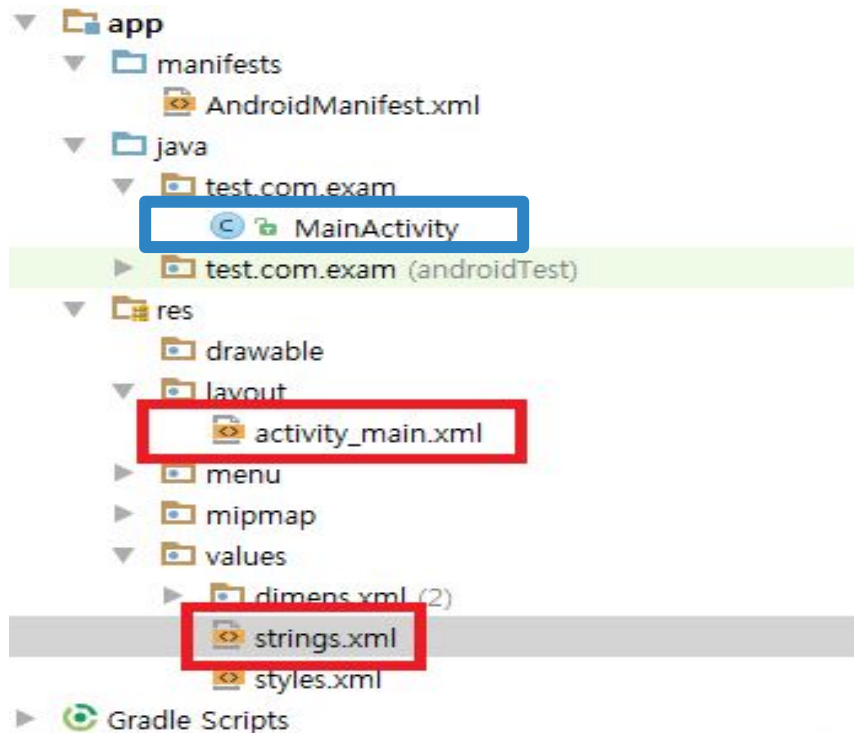 app
manifests
AndroidManifest.xml
java
test.com.exam
MainActivity
test.com.exam (androidTest)
res
drawable
layout
activity_main.xml
menu
mipmap
values
dimens.xml (2)
strings.xml
styles.xml
Gradle Scripts